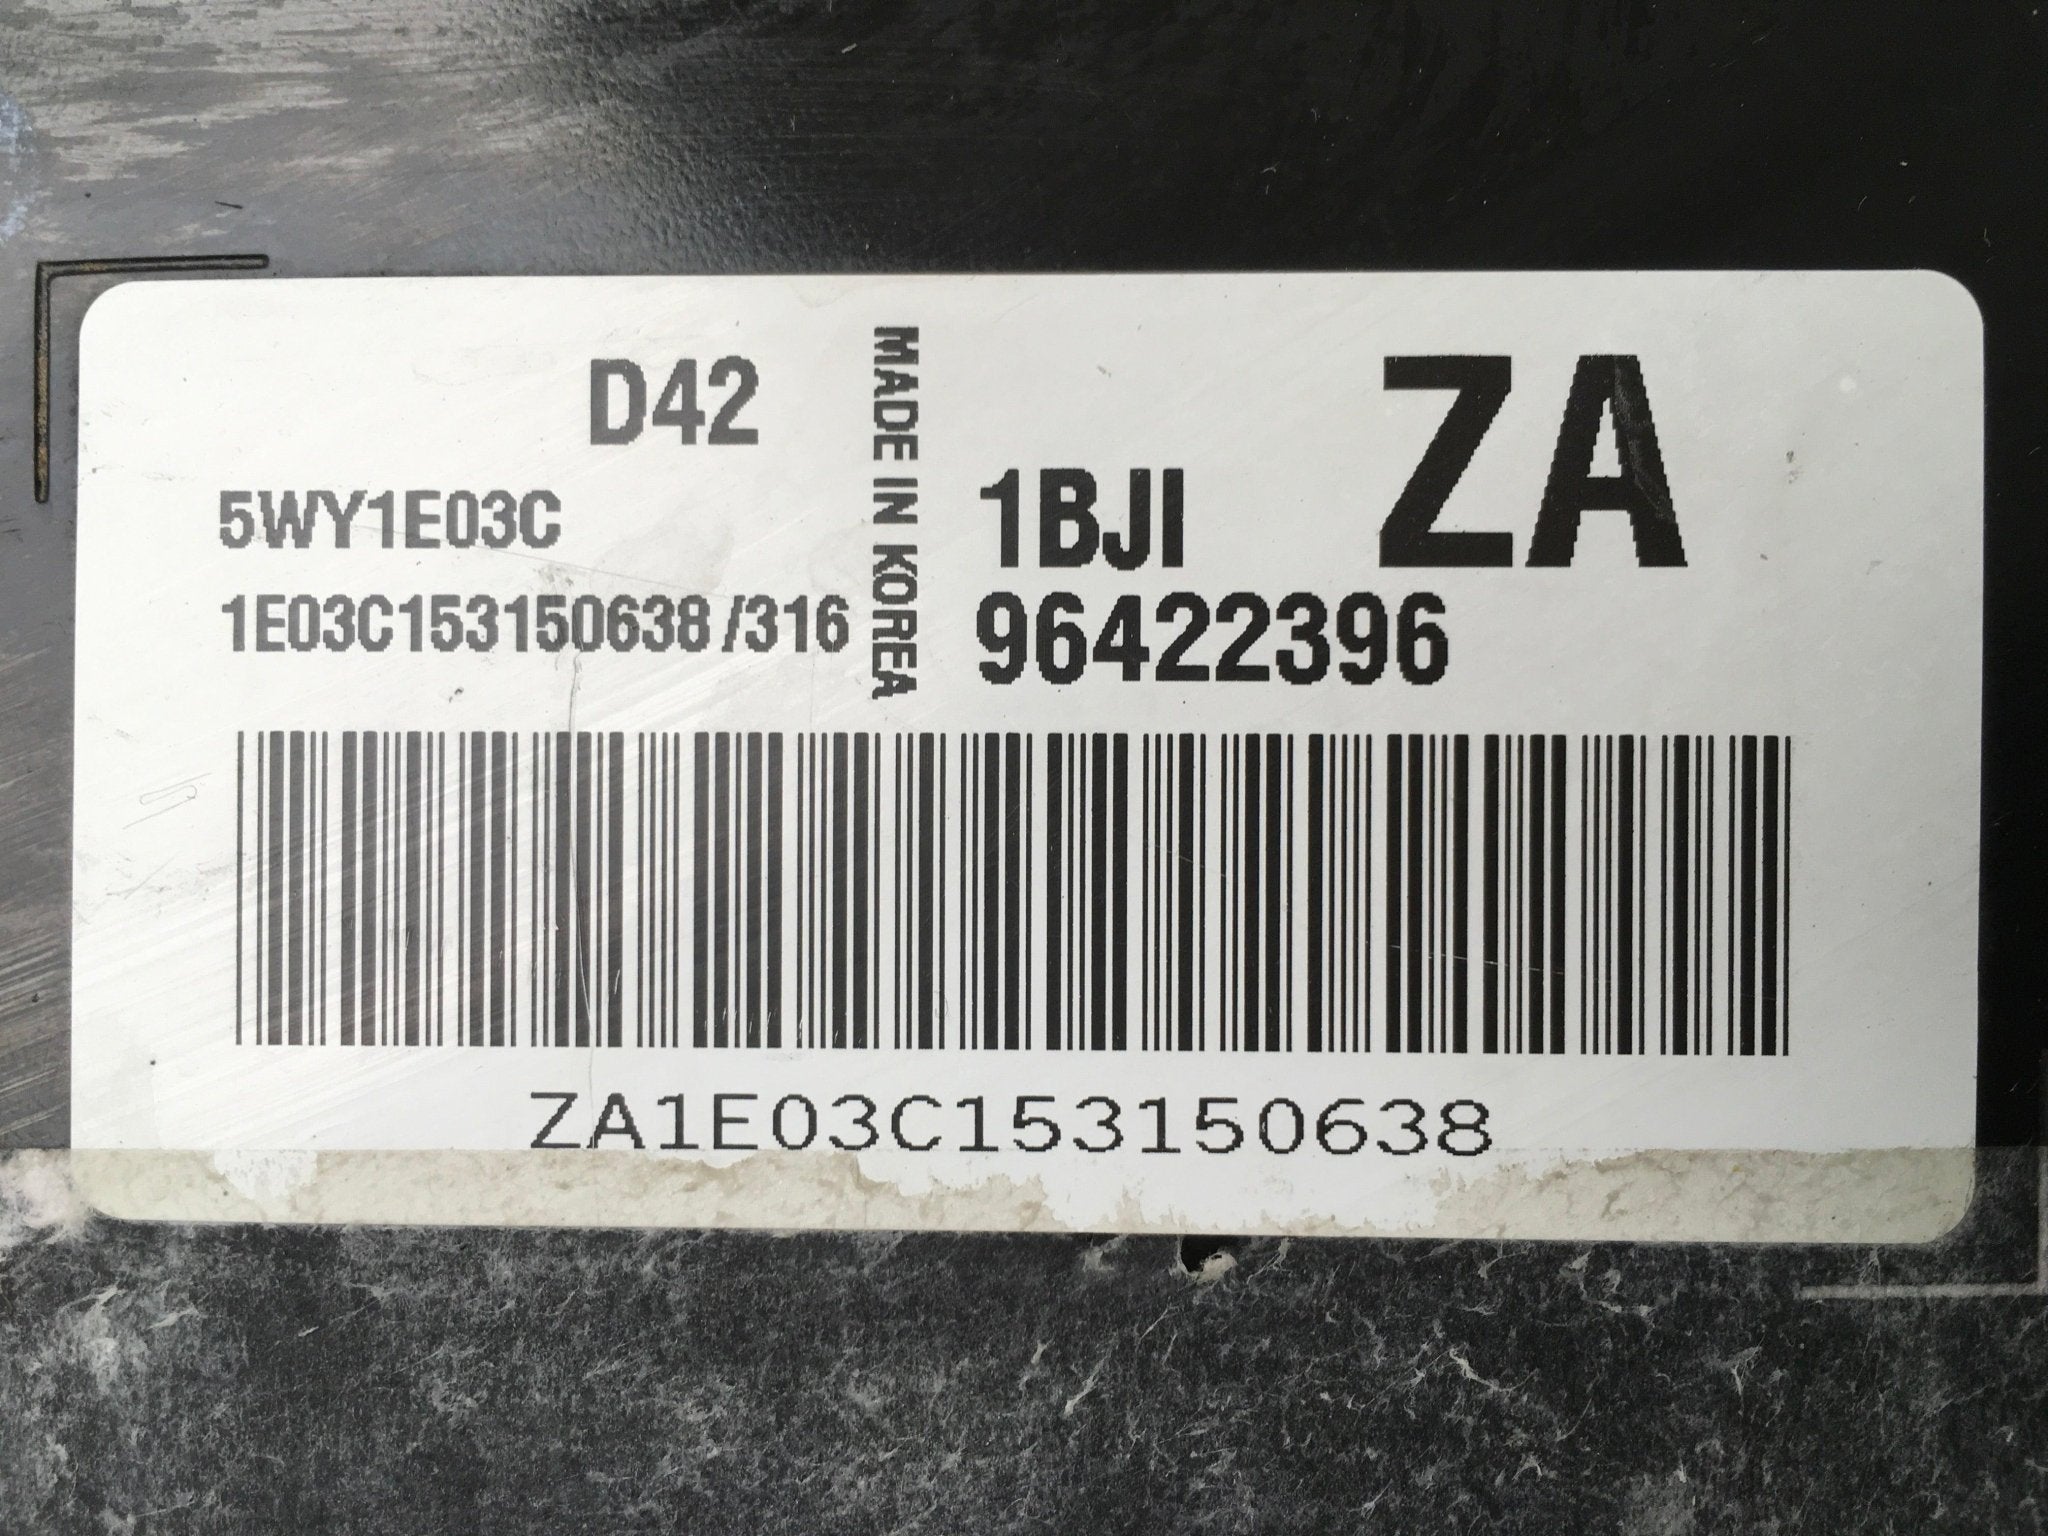 D42
5WY1E03C
1E03C153150638 /316
MADE IN KOREA
ZA
1BJI
96422396
ZA1E03C153150638